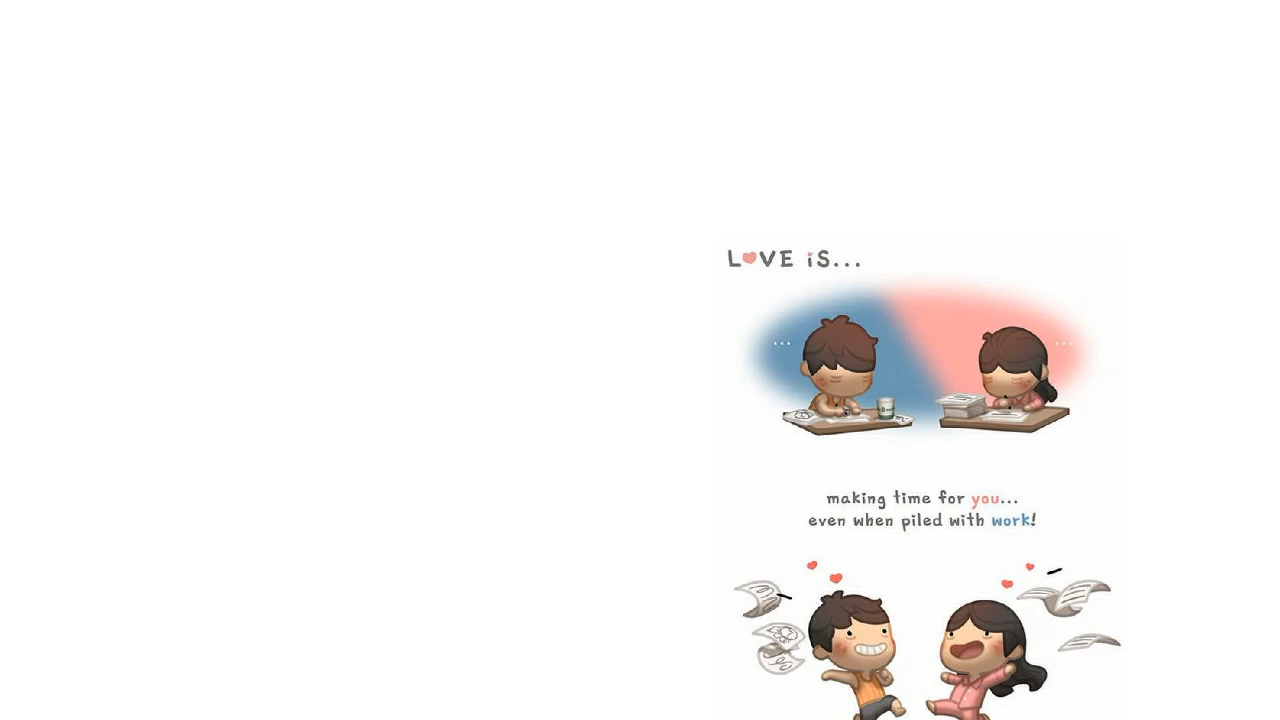 LOVE iS...
...
...
making time for you...
even when piled with work!